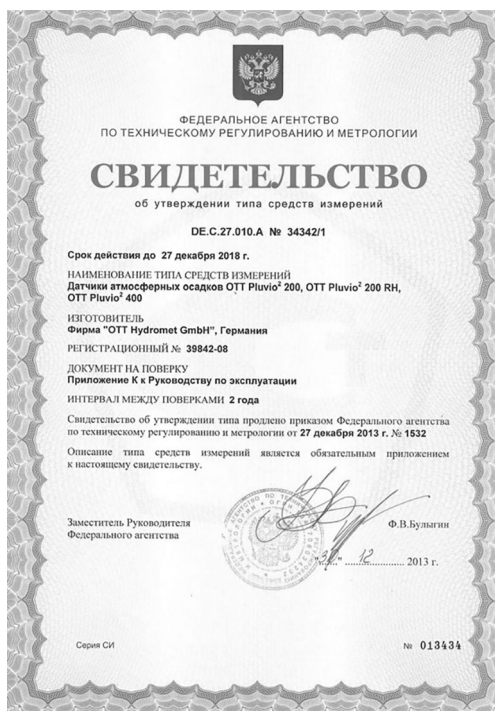 ФЕДЕРАЛЬНОЕ АГЕНТСТВО
ПО ТЕХНИЧЕСКОМУ РЕГУЛИРОВАНИЮ И МЕТРОЛОГИИ
СВИДЕТЕЛЬСТВО
об утверждении типа средств измерений
DE.C.27.010.A № 34342/1
Срок действия до 27 декабря 2018 г.
НАИМЕНОВАНИЕ ТИПА СРЕДСТВ ИЗМЕРЕНИЙ
Датчики атмосферных осадков OTT Pluvio² 200, OTT Pluvio² 200 RH,
OTT Pluvio² 400
ИЗГОТОВИТЕЛЬ
Фирма "OTT Hydromet GmbH", Германия
РЕГИСТРАЦИОННЫЙ № 39842-08
ДОКУМЕНТ НА ПОВЕРКУ
Приложение К к Руководству по эксплуатации
ИНТЕРВАЛ МЕЖДУ ПОВЕРКАМИ 2 года
Свидетельство об утверждении типа продлено приказом Федерального агентства
по техническому регулированию и метрологии от 27 декабря 2013 г. № 1532
Описание типа средств измерений является обязательным приложением
к настоящему свидетельству.
Заместитель Руководителя
Федерального агентства
Ф.В.Булыгин
12 2013 г.
Серия СИ
№ 013434